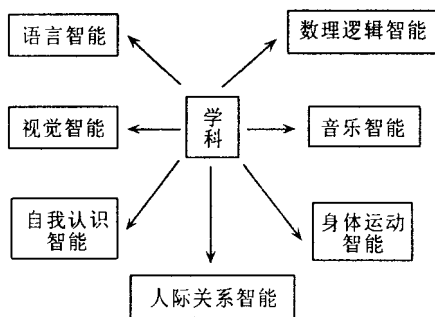 语言智能
数理逻辑智能
学
科
视觉智能
音乐智能
自我认识
智能
身体运动
智能
人际关系智能